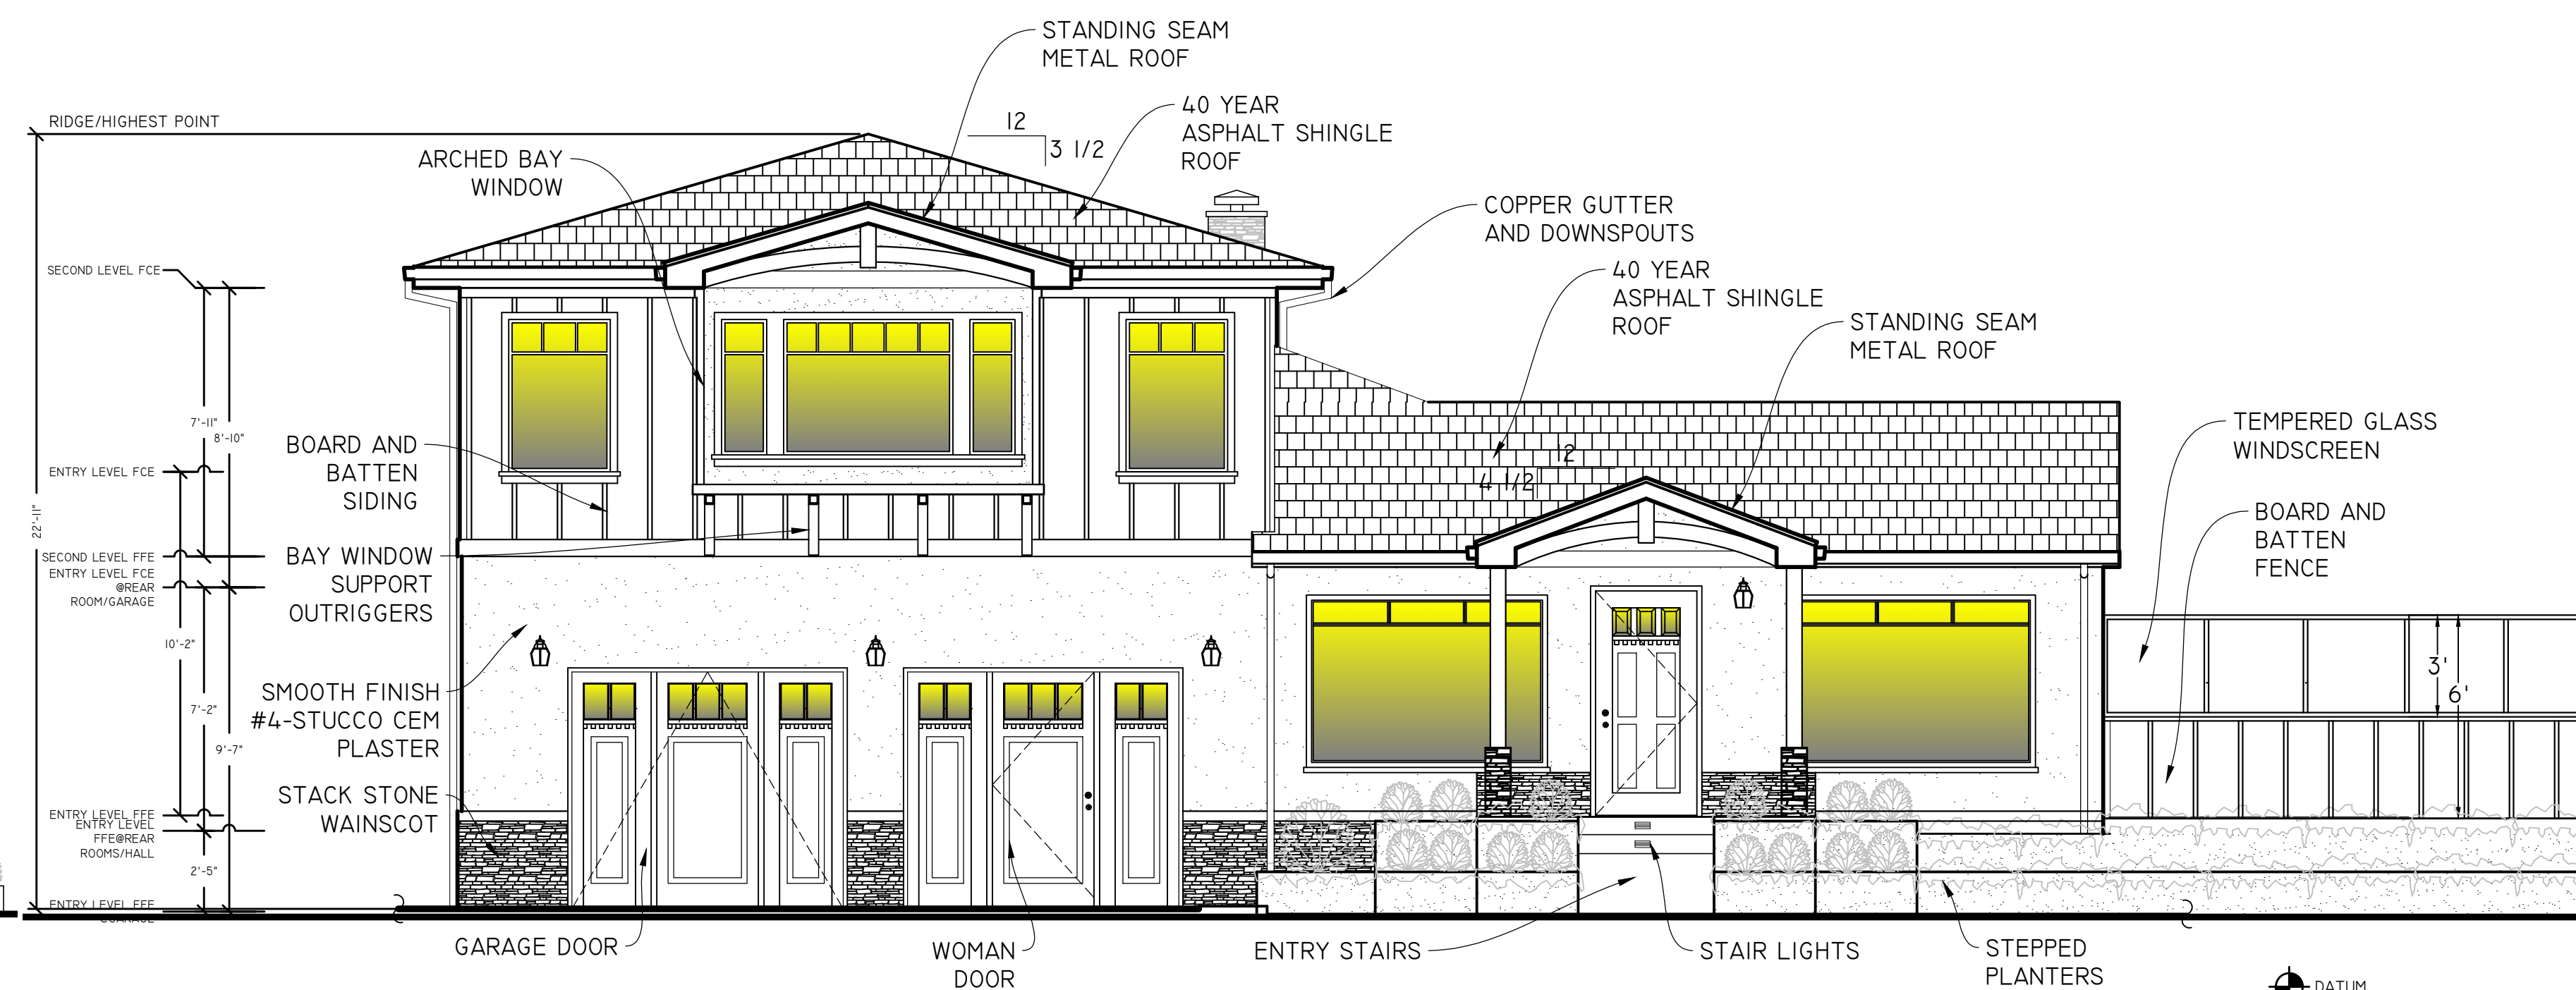 STANDING SEAM
METAL ROOF
40 YEAR
ASPHALT SHINGLE
ROOF
12
3 1/2
RIDGE/HIGHEST POINT
ARCHED BAY
WINDOW
COPPER GUTTER
AND DOWNSPOUTS
40 YEAR
ASPHALT SHINGLE
ROOF
STANDING SEAM
METAL ROOF
SECOND LEVEL FCE
7'-11"
8'-10"
BOARD AND
BATTEN
SIDING
12
4 1/2
TEMPERED GLASS
WINDSCREEN
BOARD AND
BATTEN
FENCE
ENTRY LEVEL FCE
22'-11"
SECOND LEVEL FFE
ENTRY LEVEL FCE
@REAR
ROOM/GARAGE
BAY WINDOW
SUPPORT
OUTRIGGERS
10'-2"
7'-2"
9'-7"
SMOOTH FINISH
#4-STUCCO CEM
PLASTER
3'
6'
STACK STONE
WAINSCOT
ENTRY LEVEL FFE
ENTRY LEVEL
FFE@REAR
ROOMS/HALL
2'-5"
ENTRY LEVEL FFE
@GARAGE
GARAGE DOOR
WOMAN
DOOR
ENTRY STAIRS
STAIR LIGHTS
STEPPED
PLANTERS
DATUM